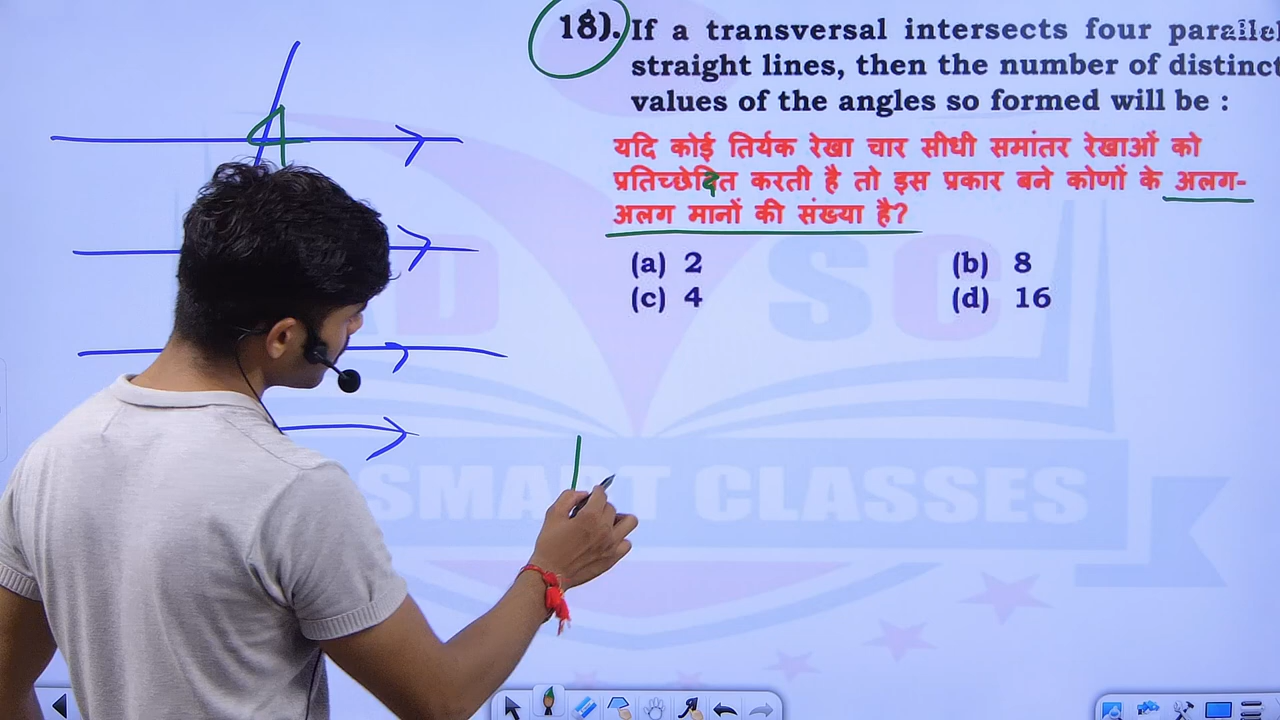 18). If a transversal intersects four parallel
straight lines, then the number of distinct
values of the angles so formed will be :
यदि कोई तिर्यक रेखा चार सीधी समांतर रेखाओं को
प्रतिच्छेदित करती है तो इस प्रकार बने कोणों के अलग-
अलग मानों की संख्या है?
(a) 2
(b) 8
(c) 4
(d) 16
D SC
SMART CLASSES